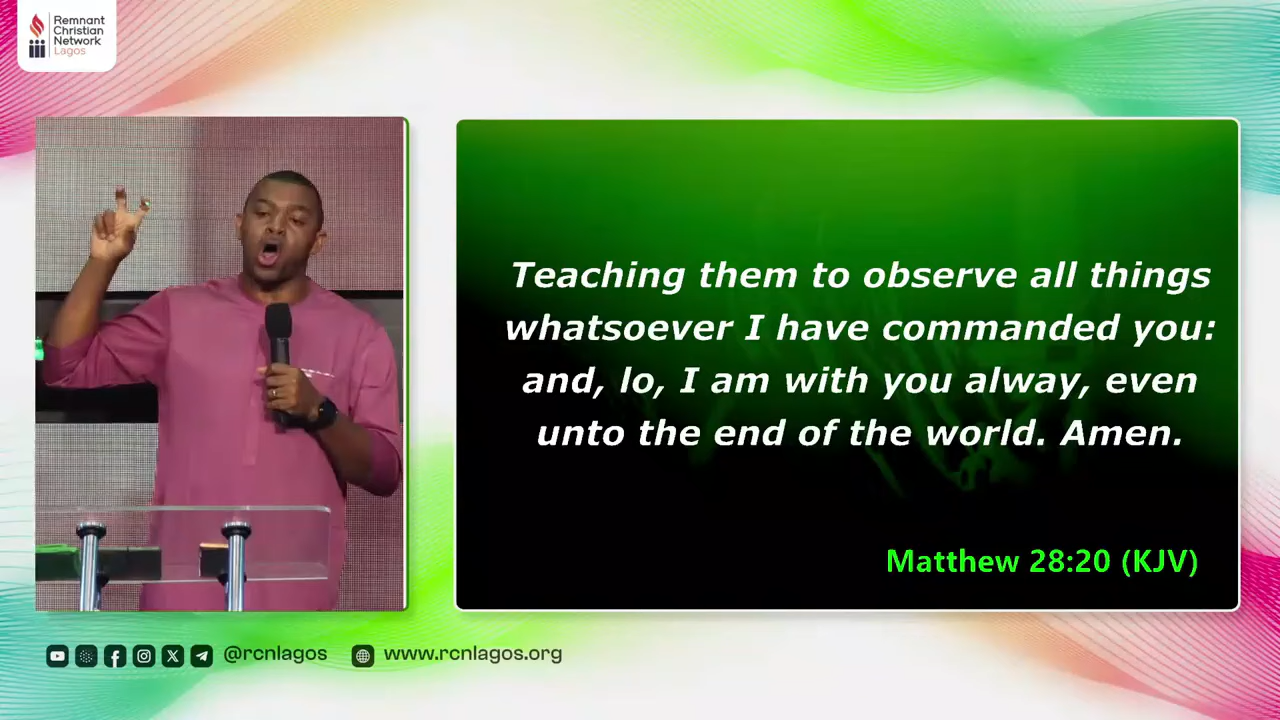 Remnant
Christian
Network
Lagos
Teaching them to observe all things
whatsoever I have commanded you:
and, lo, I am with you alway, even
unto the end of the world. Amen.
Matthew 28:20 (KJV)
@rcnlagos
www.rcnlagos.org